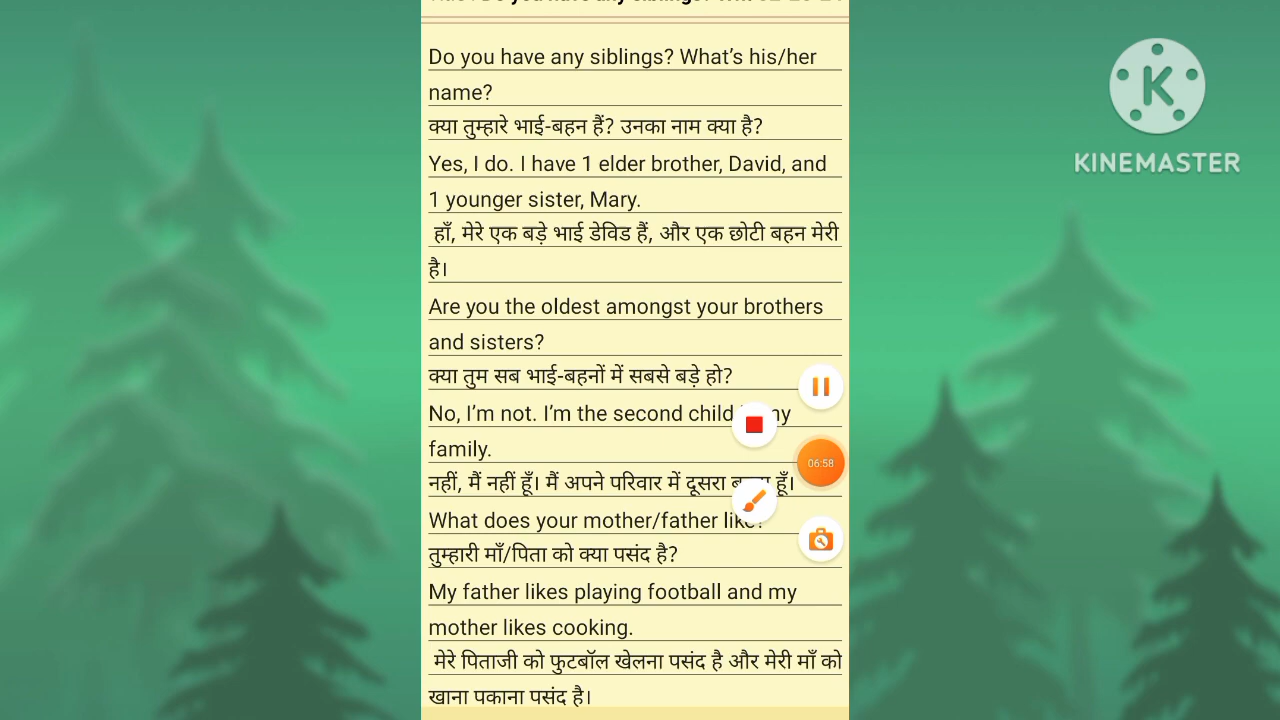 Do you have any siblings? What's his/her
name?
क्या तुम्हारे भाई-बहन हैं? उनका नाम क्या है?
Yes, I do. I have 1 elder brother, David, and
1 younger sister, Mary.
हाँ, मेरे एक बड़े भाई डेविड हैं, और एक छोटी बहन मेरी
है।
Are you the oldest amongst your brothers
and sisters?
क्या तुम सब भाई-बहनों में सबसे बड़े हो?
No, I'm not. I'm the second child my
family.
नहीं, मैं नहीं हूँ। मैं अपने परिवार में दूसरा हूँ।
What does your mother/father like?
तुम्हारी माँ/पिता को क्या पसंद है?
My father likes playing football and my
mother likes cooking.
मेरे पिताजी को फुटबॉल खेलना पसंद है और मेरी माँ को
खाना पकाना पसंद है।
06:58
K
KINEMASTER